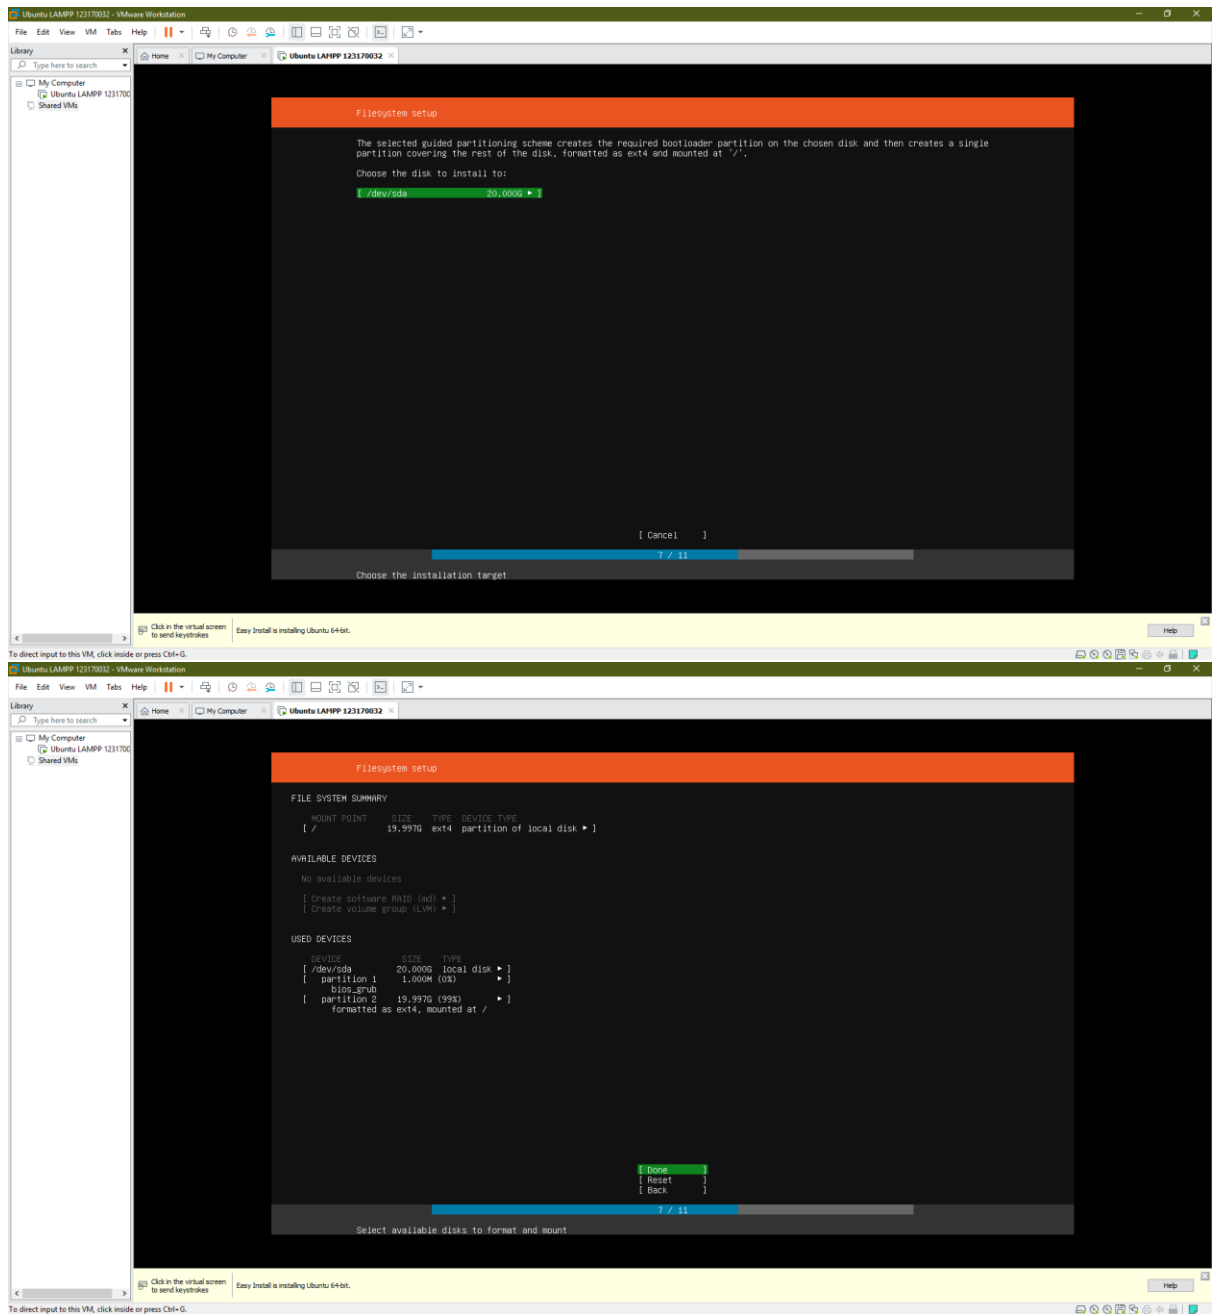 Ubuntu LAMPP 123170032 - VMware Workstation
File Edit View VM Tabs Help
Library
Home My Computer Ubuntu LAMPP 123170032
Type here to search
My Computer
Ubuntu LAMPP 1231700
Shared VMs
Filesystem setup
The selected guided partitioning scheme creates the required bootloader partition on the chosen disk and then creates a single
partition covering the rest of the disk, formatted as ext4 and mounted at '/'.
Choose the disk to install to:
[ /dev/sda 20.000G ▸ ]
[ Cancel ]
7 / 11
Choose the installation target
Click in the virtual screen
to send keystrokes
Easy Install is installing Ubuntu 64-bit.
Help
To direct input to this VM, click inside or press Ctrl+G.
Ubuntu LAMPP 123170032 - VMware Workstation
File Edit View VM Tabs Help
Library
Home My Computer Ubuntu LAMPP 123170032
Type here to search
My Computer
Ubuntu LAMPP 1231700
Shared VMs
Filesystem setup
FILE SYSTEM SUMMARY
MOUNT POINT SIZE TYPE DEVICE TYPE
[ / 19.997G ext4 partition of local disk ▸ ]
AVAILABLE DEVICES
No available devices
[ Create software RAID (md) ▸ ]
[ Create volume group (LVM) ▸ ]
USED DEVICES
DEVICE SIZE TYPE
[ /dev/sda 20.000G local disk ▸ ]
[ partition 1 1.000M (0%) ▸ ]
bios_grub
[ partition 2 19.997G (99%) ▸ ]
formatted as ext4, mounted at /
[ Done ]
[ Reset ]
[ Back ]
7 / 11
Select available disks to format and mount
Click in the virtual screen
to send keystrokes
Easy Install is installing Ubuntu 64-bit.
Help
To direct input to this VM, click inside or press Ctrl+G.